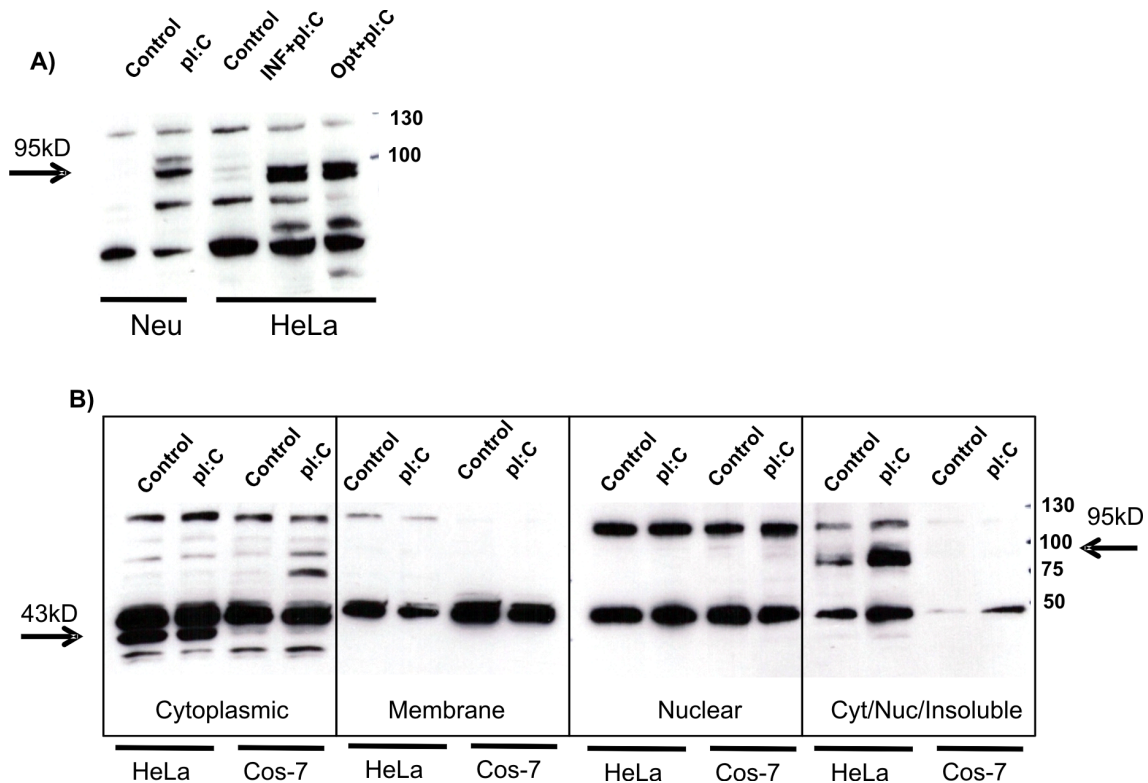 A)
Control pI:C Control INF+pI:C Opt+pI:C
130
95kD
100
Neu HeLa
B)
Control pI:C Control pI:C Control pI:C Control pI:C Control pI:C Control pI:C Control pI:C Control pI:C
130
95kD
100
75
50
43kD
Cytoplasmic Membrane Nuclear Cyt/Nuc/Insoluble
HeLa Cos-7 HeLa Cos-7 HeLa Cos-7 HeLa Cos-7